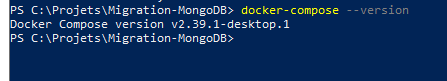 PS C:\Projets\Migration-MongoDB> docker-compose --version
Docker Compose version v2.39.1-desktop.1
PS C:\Projets\Migration-MongoDB>